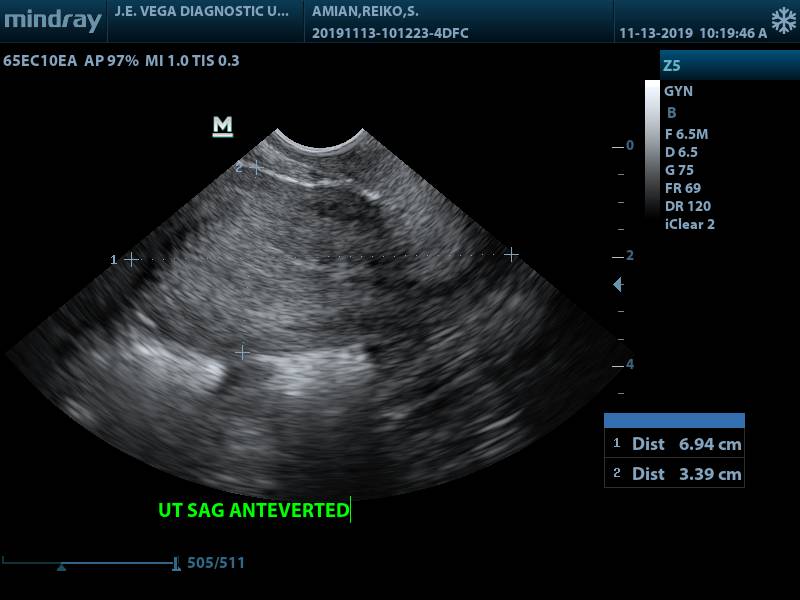 mindray
J.E. VEGA DIAGNOSTIC U...
AMIAN,REIKO,S.
20191113-101223-4DFC
11-13-2019 10:19:46 A
65EC10EA AP 97% MI 1.0 TIS 0.3
Z5
GYN
B
F 6.5M
D 6.5
G 75
FR 69
DR 120
iClear 2
M
0
2
4
2
1
1 Dist 6.94 cm
2 Dist 3.39 cm
UT SAG ANTEVERTED
505/511